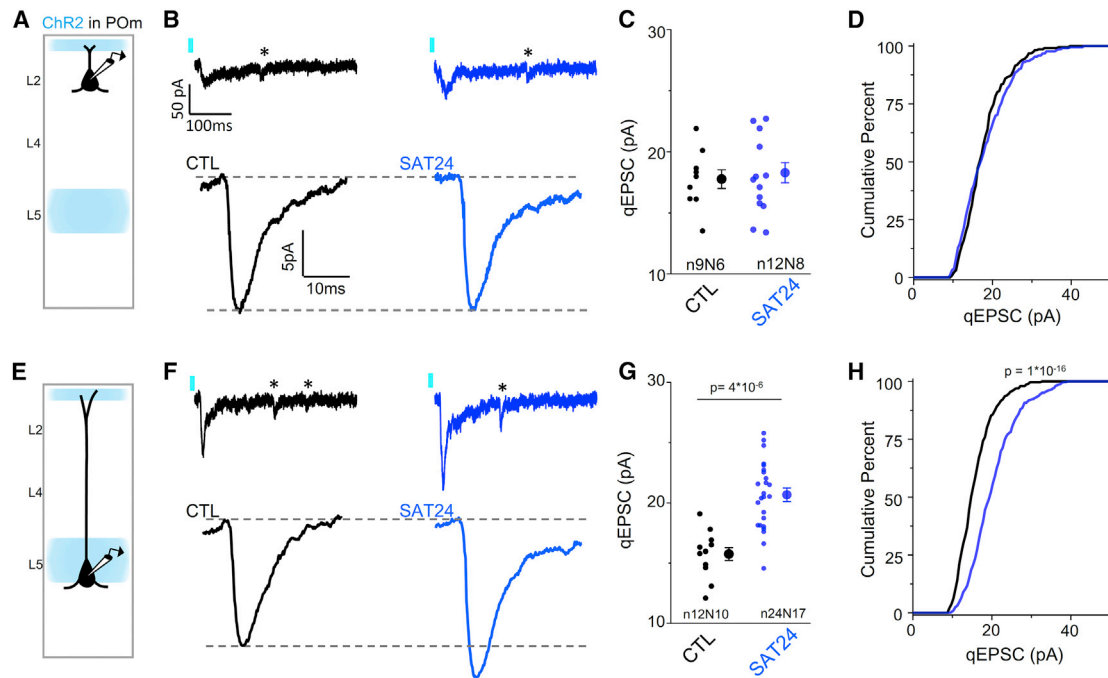 A
ChR2 in POm
L2
L4
L5
B
*
*
50 pA
100ms
CTL
SAT24
5pA
10ms
C
30
20
10
qEPSC (pA)
n9N6
n12N8
CTL
SAT24
D
100
75
50
25
0
Cumulative Percent
0
20
40
qEPSC (pA)
E
L2
L4
L5
F
*
*
*
CTL
SAT24
G
30
p= 4*10-6
20
10
qEPSC (pA)
n12N10
n24N17
CTL
SAT24
H
p = 1*10-16
100
75
50
25
0
Cumulative Percent
0
20
40
qEPSC (pA)